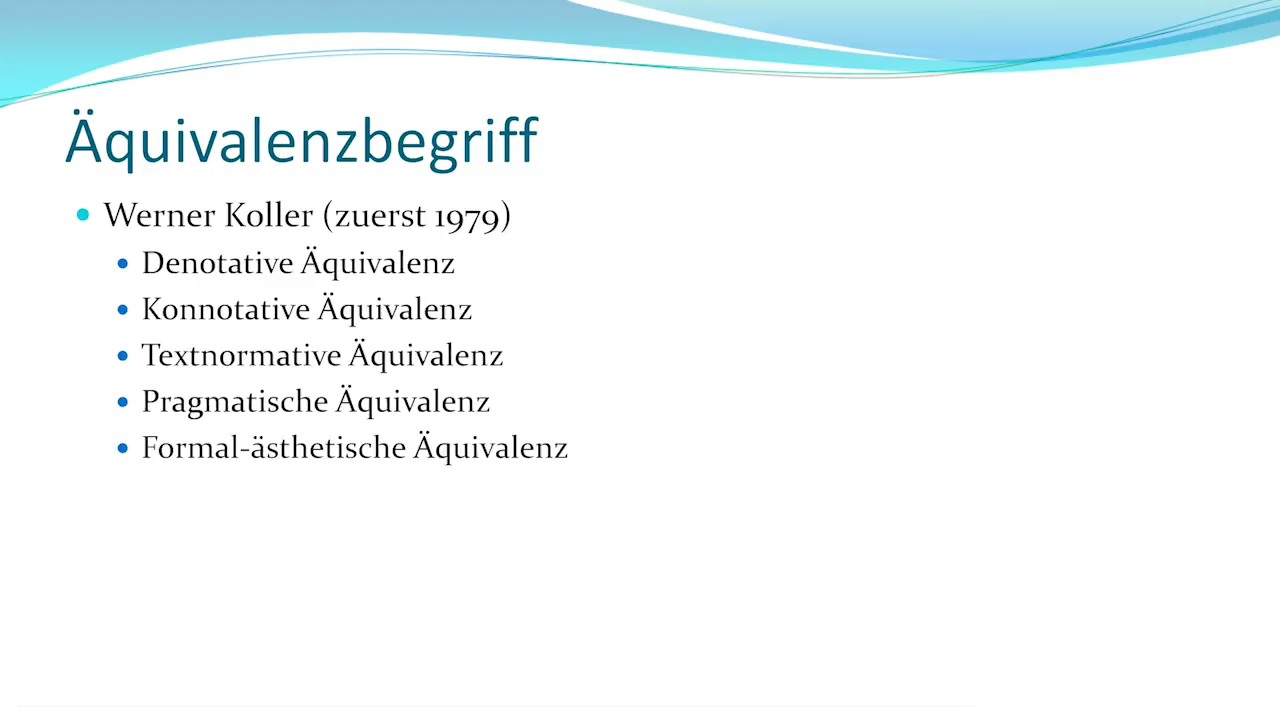 Äquivalenzbegriff
Werner Koller (zuerst 1979)
Denotative Äquivalenz
Konnotative Äquivalenz
Textnormative Äquivalenz
Pragmatische Äquivalenz
Formal-ästhetische Äquivalenz